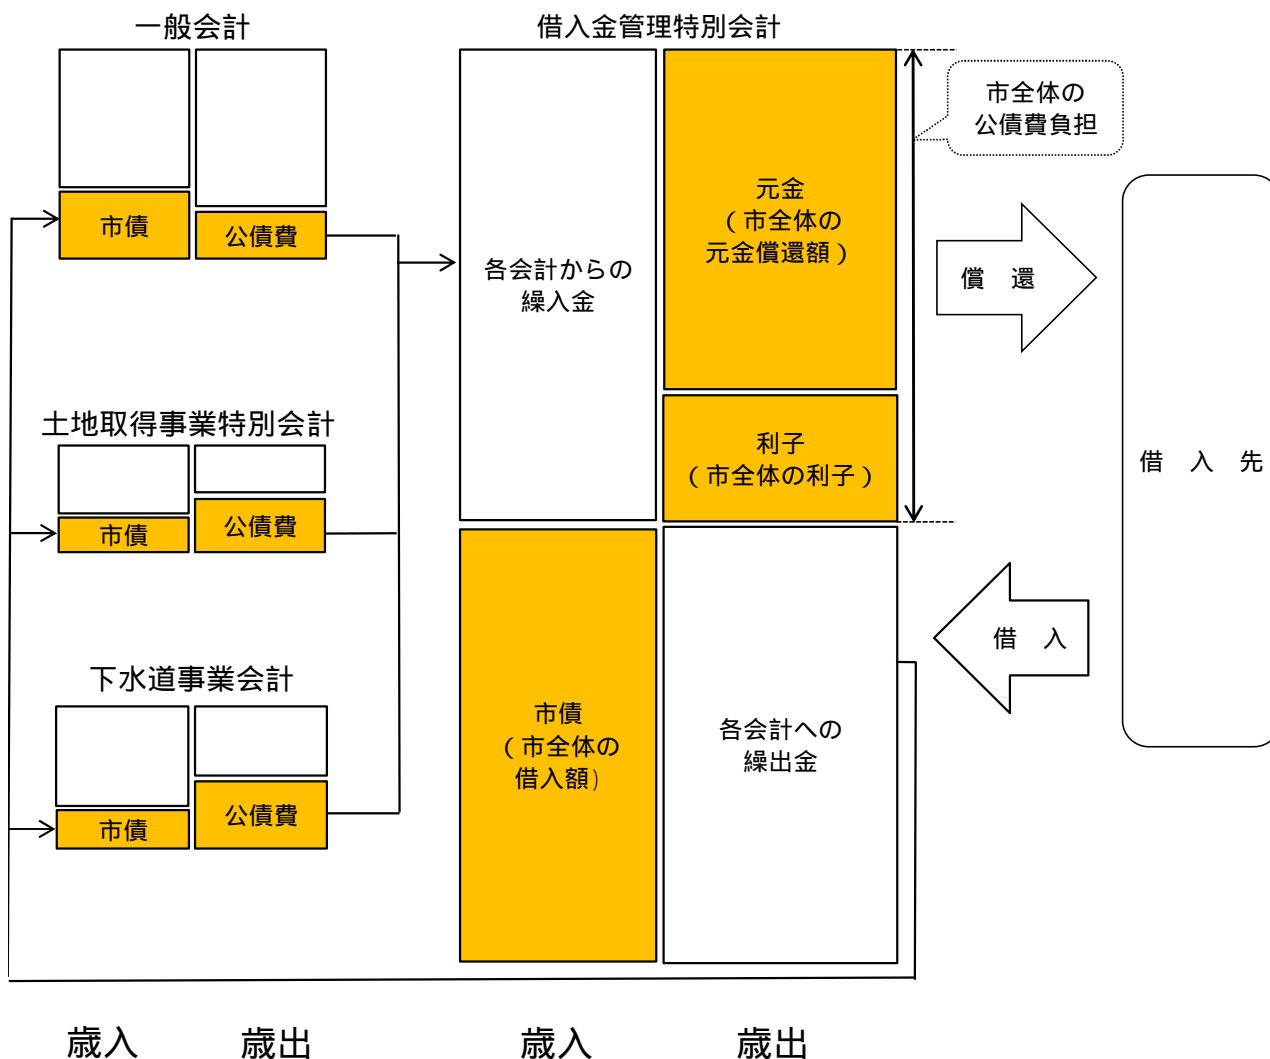 一般会計
市債
公債費
土地取得事業特別会計
市債
公債費
下水道事業会計
市債
公債費
借入金管理特別会計
各会計からの
繰入金
元金
（市全体の
元金償還額）
利子
（市全体の利子）
市債
（市全体の
借入額）
各会計への
繰出金
市全体の
公債費負担
償　還
借　入
借　入　先
歳入
歳出
歳入
歳出